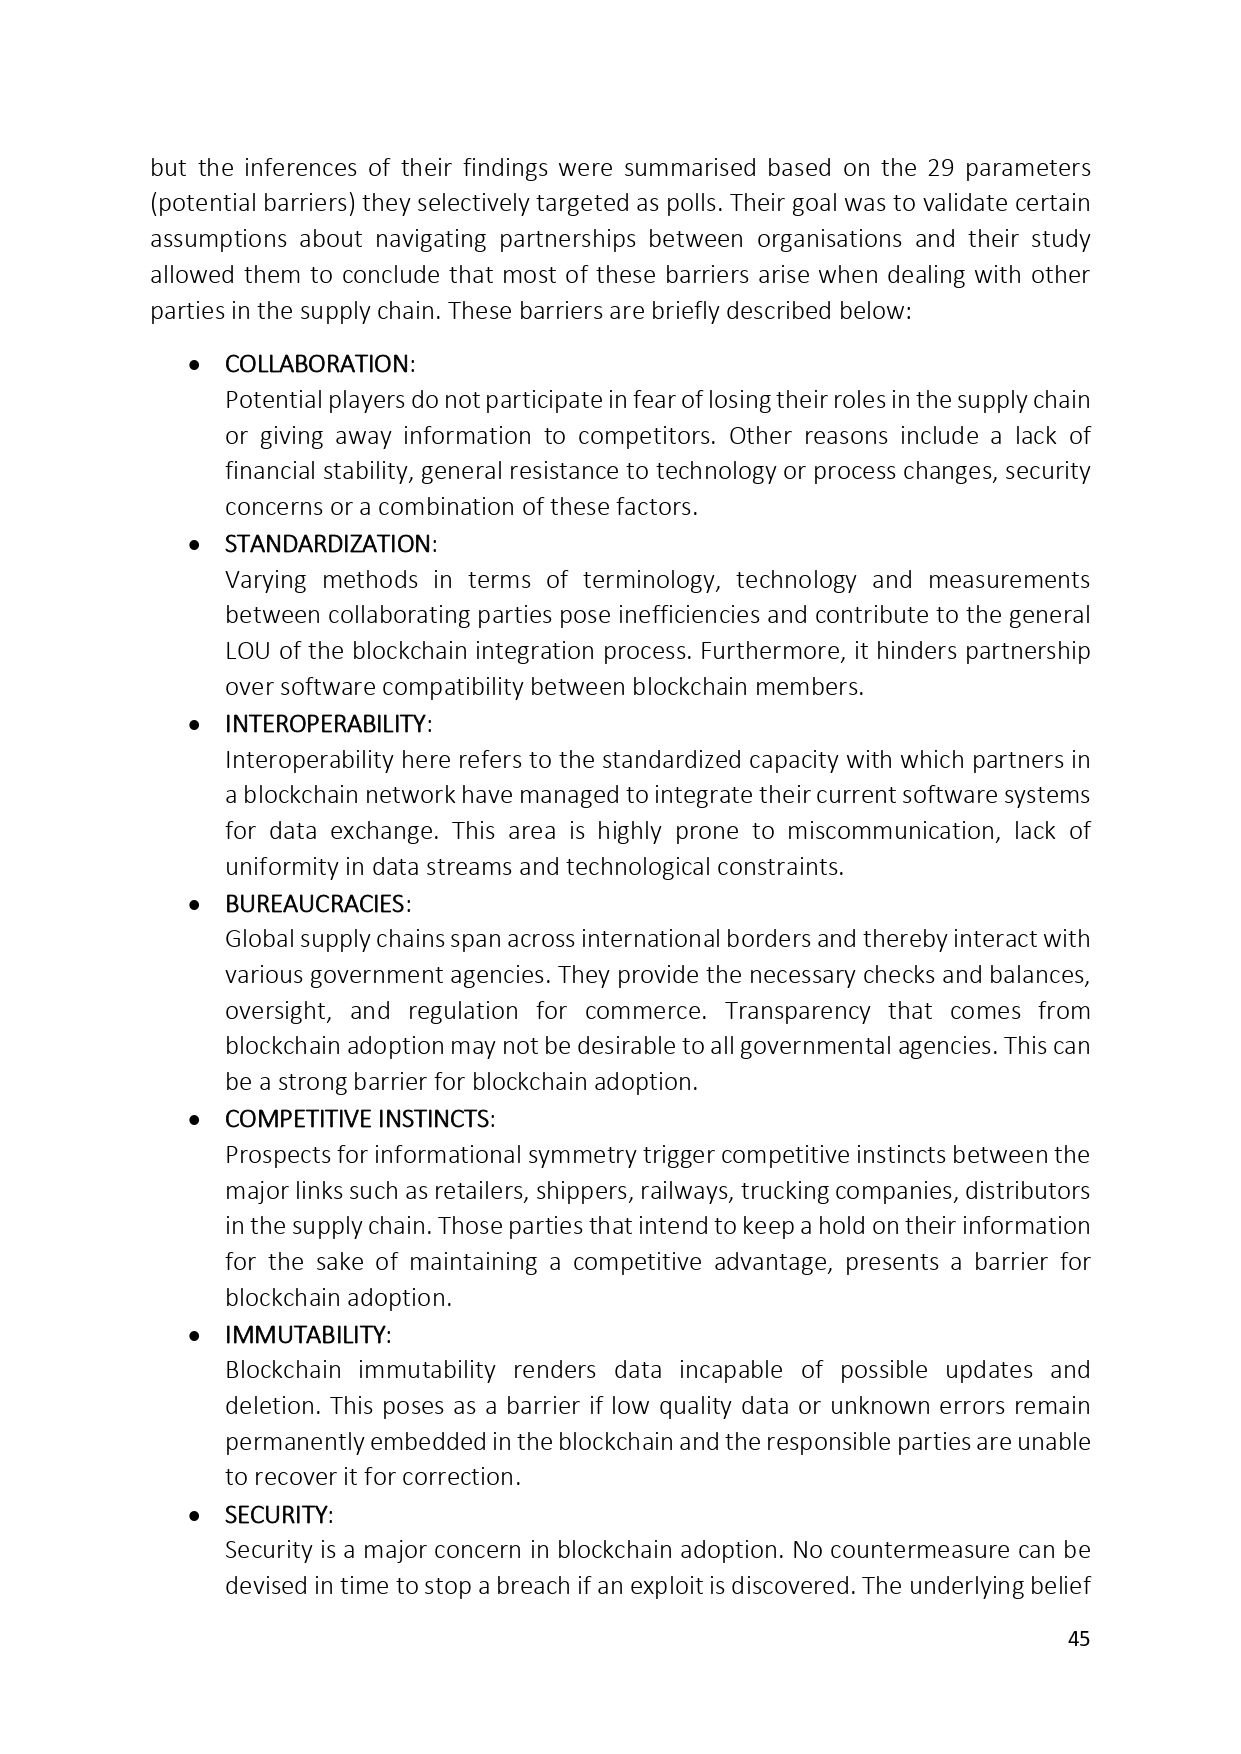 but the inferences of their findings were summarised based on the 29 parameters
(potential barriers) they selectively targeted as polls. Their goal was to validate certain
assumptions about navigating partnerships between organisations and their study
allowed them to conclude that most of these barriers arise when dealing with other
parties in the supply chain. These barriers are briefly described below:
• COLLABORATION:
Potential players do not participate in fear of losing their roles in the supply chain
or giving away information to competitors. Other reasons include a lack of
financial stability, general resistance to technology or process changes, security
concerns or a combination of these factors.
• STANDARDIZATION:
Varying methods in terms of terminology, technology and measurements
between collaborating parties pose inefficiencies and contribute to the general
LOU of the blockchain integration process. Furthermore, it hinders partnership
over software compatibility between blockchain members.
• INTEROPERABILITY:
Interoperability here refers to the standardized capacity with which partners in
a blockchain network have managed to integrate their current software systems
for data exchange. This area is highly prone to miscommunication, lack of
uniformity in data streams and technological constraints.
• BUREAUCRACIES:
Global supply chains span across international borders and thereby interact with
various government agencies. They provide the necessary checks and balances,
oversight, and regulation for commerce. Transparency that comes from
blockchain adoption may not be desirable to all governmental agencies. This can
be a strong barrier for blockchain adoption.
• COMPETITIVE INSTINCTS:
Prospects for informational symmetry trigger competitive instincts between the
major links such as retailers, shippers, railways, trucking companies, distributors
in the supply chain. Those parties that intend to keep a hold on their information
for the sake of maintaining a competitive advantage, presents a barrier for
blockchain adoption.
• IMMUTABILITY:
Blockchain immutability renders data incapable of possible updates and
deletion. This poses as a barrier if low quality data or unknown errors remain
permanently embedded in the blockchain and the responsible parties are unable
to recover it for correction.
• SECURITY:
Security is a major concern in blockchain adoption. No countermeasure can be
devised in time to stop a breach if an exploit is discovered. The underlying belief
45